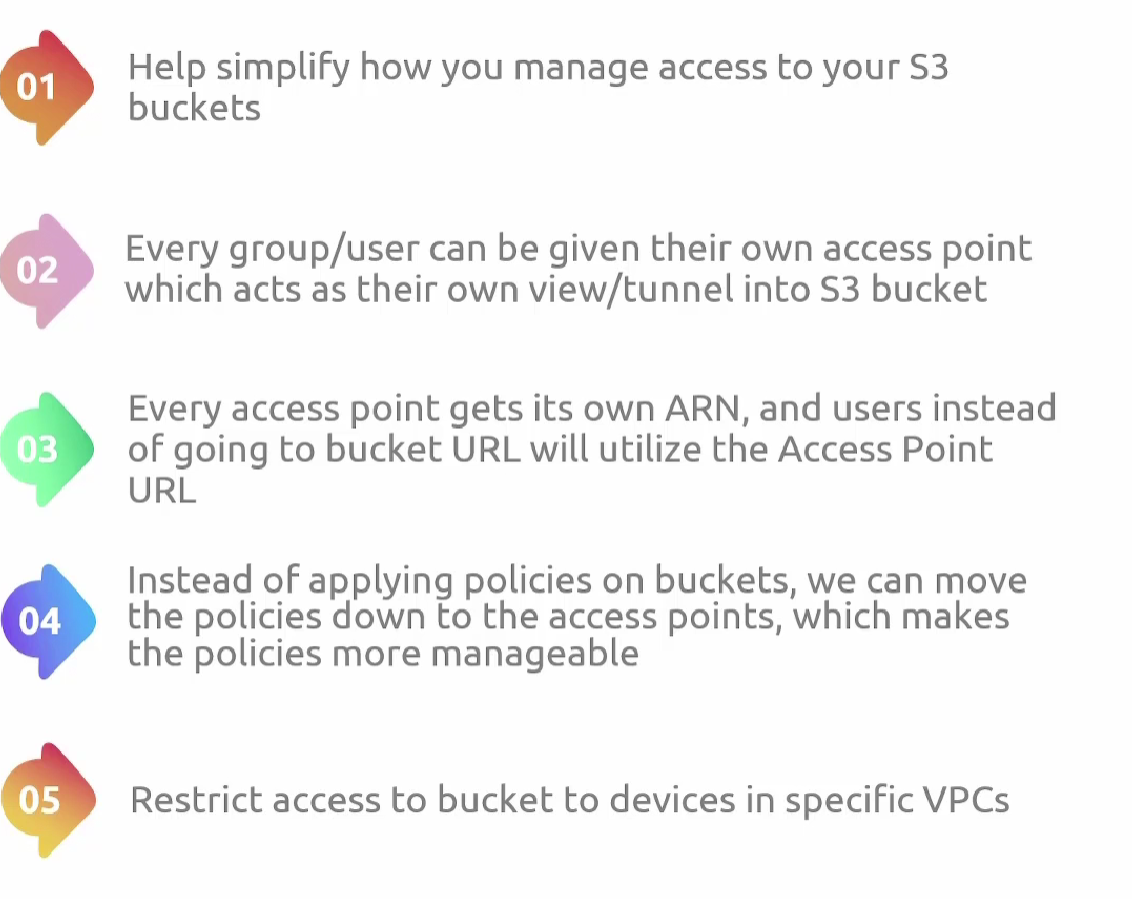 01
Help simplify how you manage access to your S3
buckets
02
Every group/user can be given their own access point
which acts as their own view/tunnel into S3 bucket
03
Every access point gets its own ARN, and users instead
of going to bucket URL will utilize the Access Point
URL
04
Instead of applying policies on buckets, we can move
the policies down to the access points, which makes
the policies more manageable
05
Restrict access to bucket to devices in specific VPCs